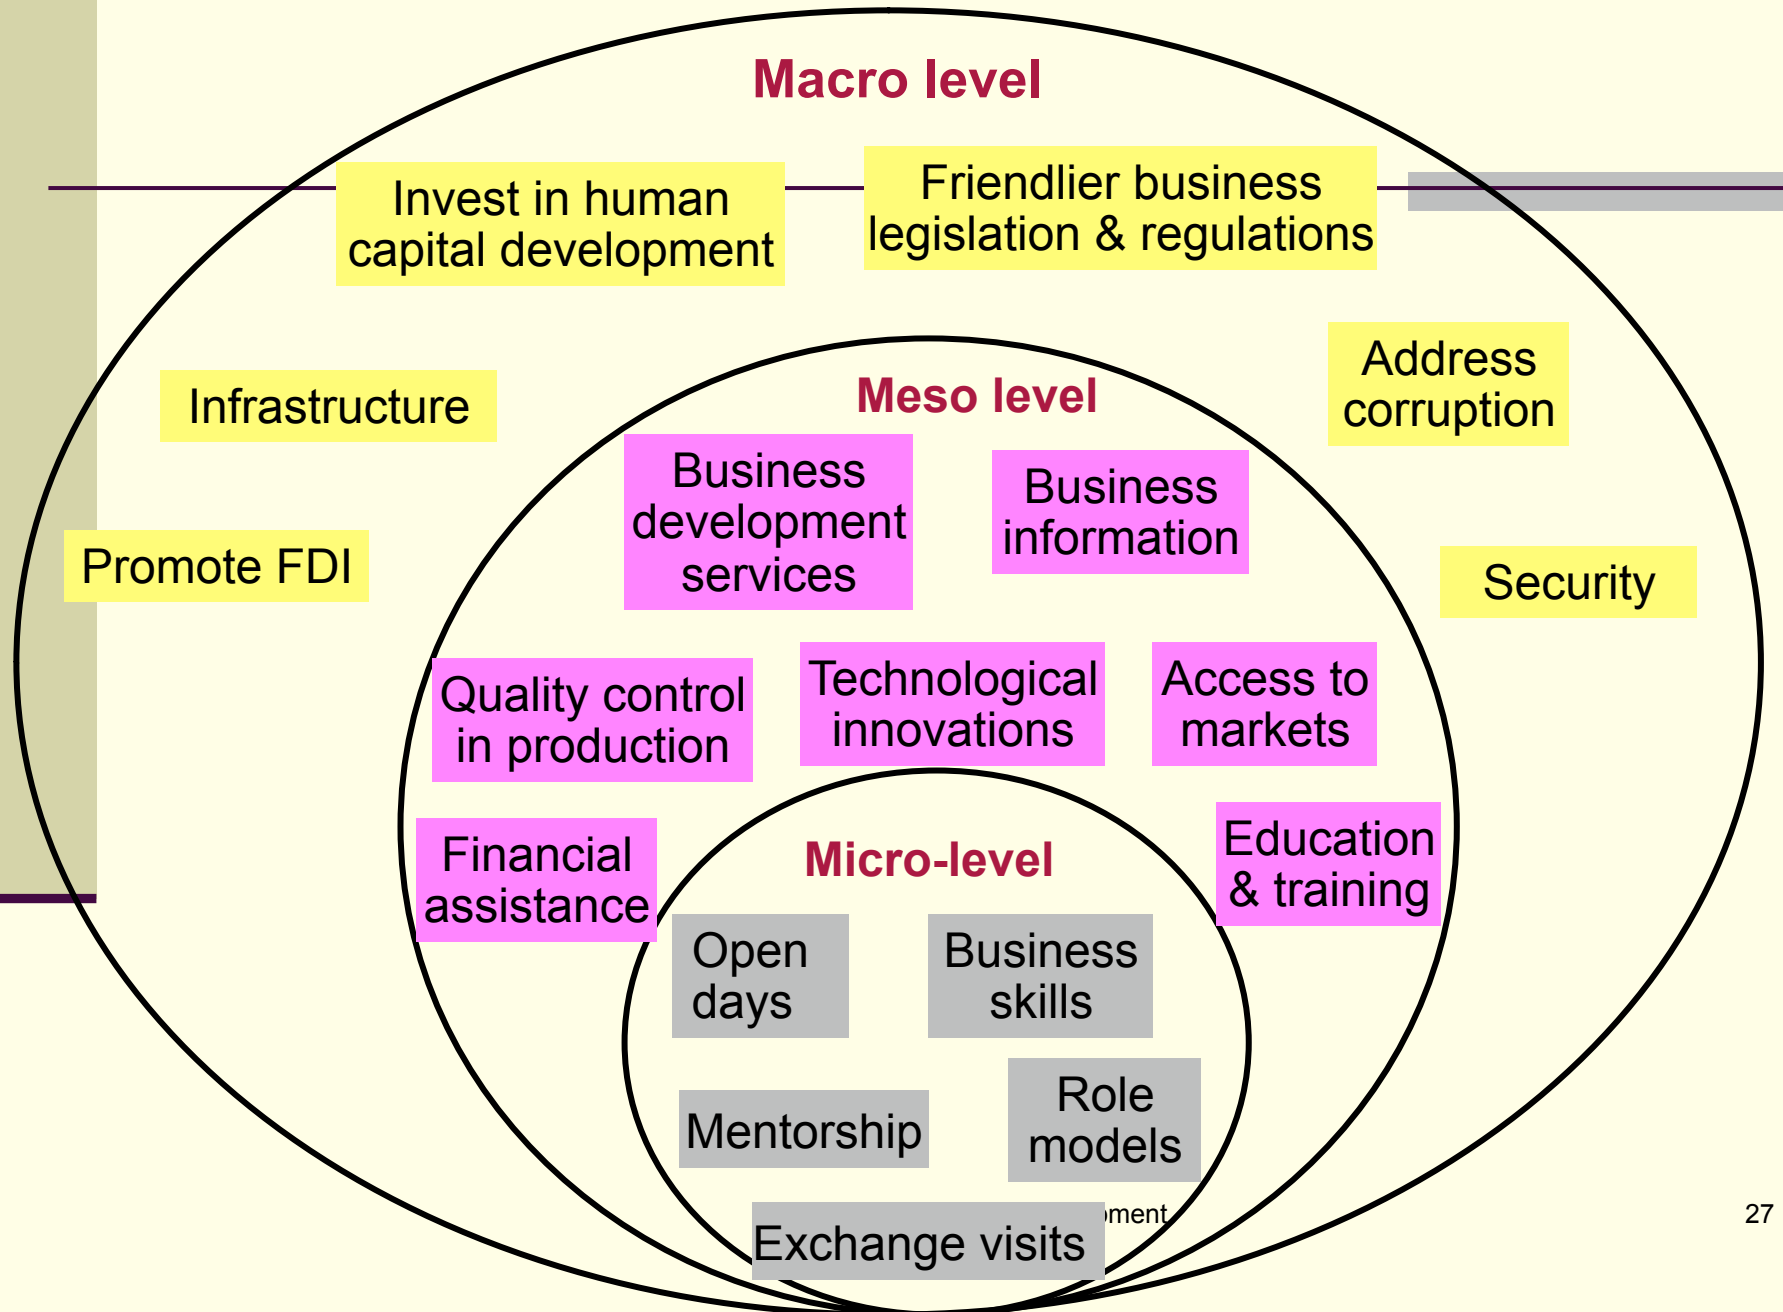 Macro level
Invest in human
capital development
Friendlier business
legislation & regulations
Infrastructure
Address
corruption
Promote FDI
Security
Meso level
Business
development
services
Business
information
Quality control
in production
Technological
innovations
Access to
markets
Financial
assistance
Education
& training
Micro-level
Open
days
Business
skills
Mentorship
Role
models
Exchange visits
27